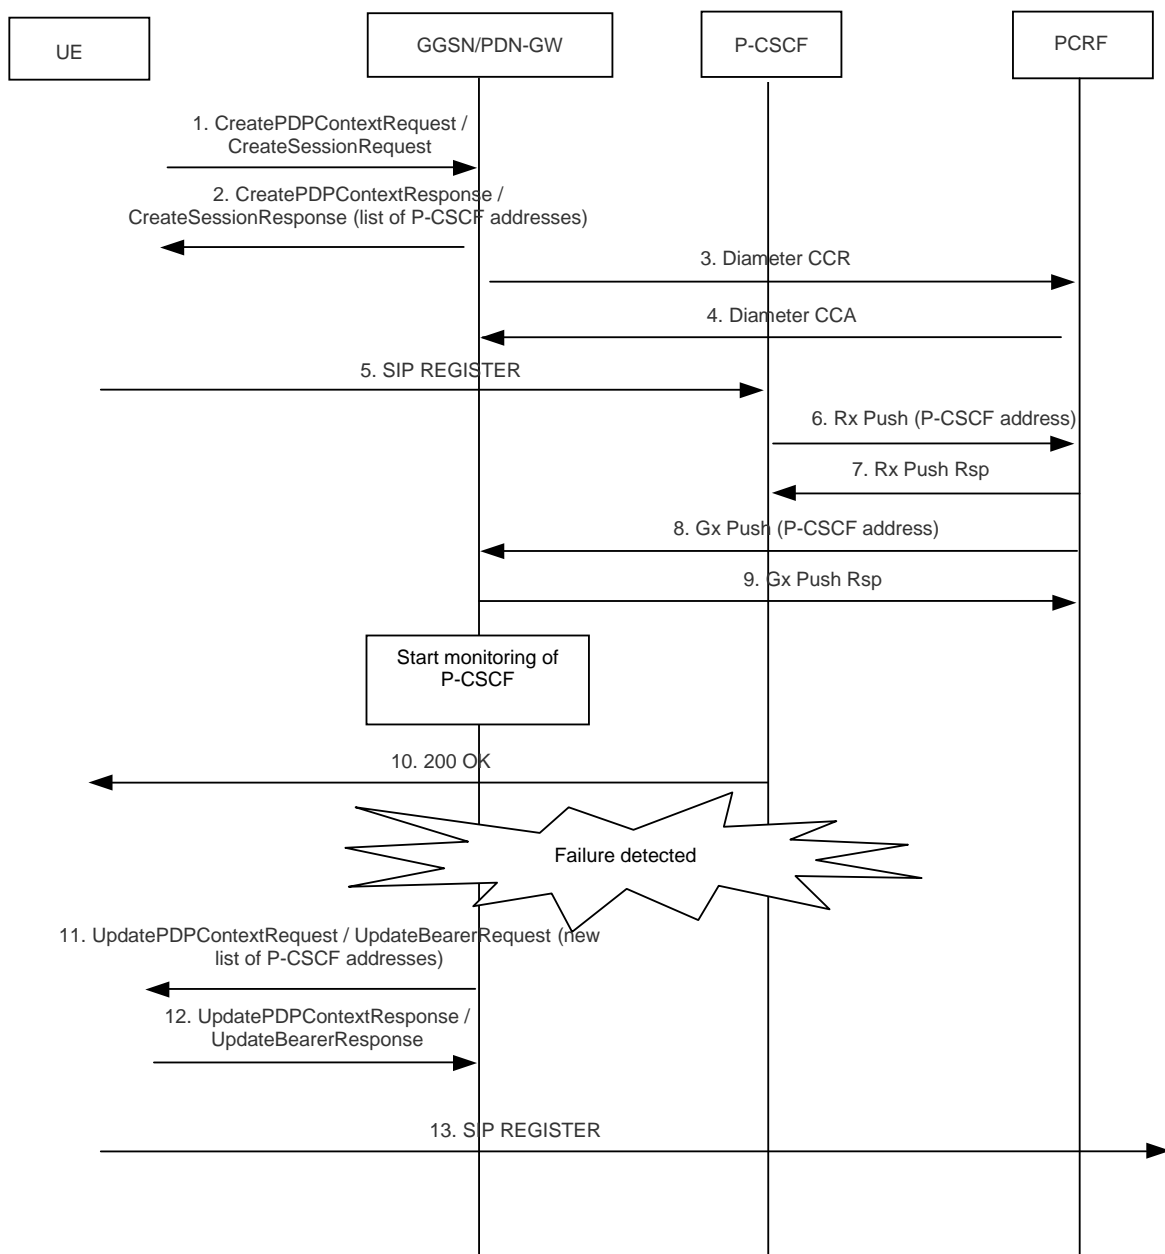 UE
GGSN/PDN-GW
P-CSCF
PCRF
1. CreatePDPContextRequest /
CreateSessionRequest
2. CreatePDPContextResponse /
CreateSessionResponse (list of P-CSCF addresses)
3. Diameter CCR
4. Diameter CCA
5. SIP REGISTER
6. Rx Push (P-CSCF address)
7. Rx Push Rsp
8. Gx Push (P-CSCF address)
9. Gx Push Rsp
Start monitoring of
P-CSCF
10. 200 OK
Failure detected
11. UpdatePDPContextRequest / UpdateBearerRequest (new
list of P-CSCF addresses)
12. UpdatePDPContextResponse /
UpdateBearerResponse
13. SIP REGISTER